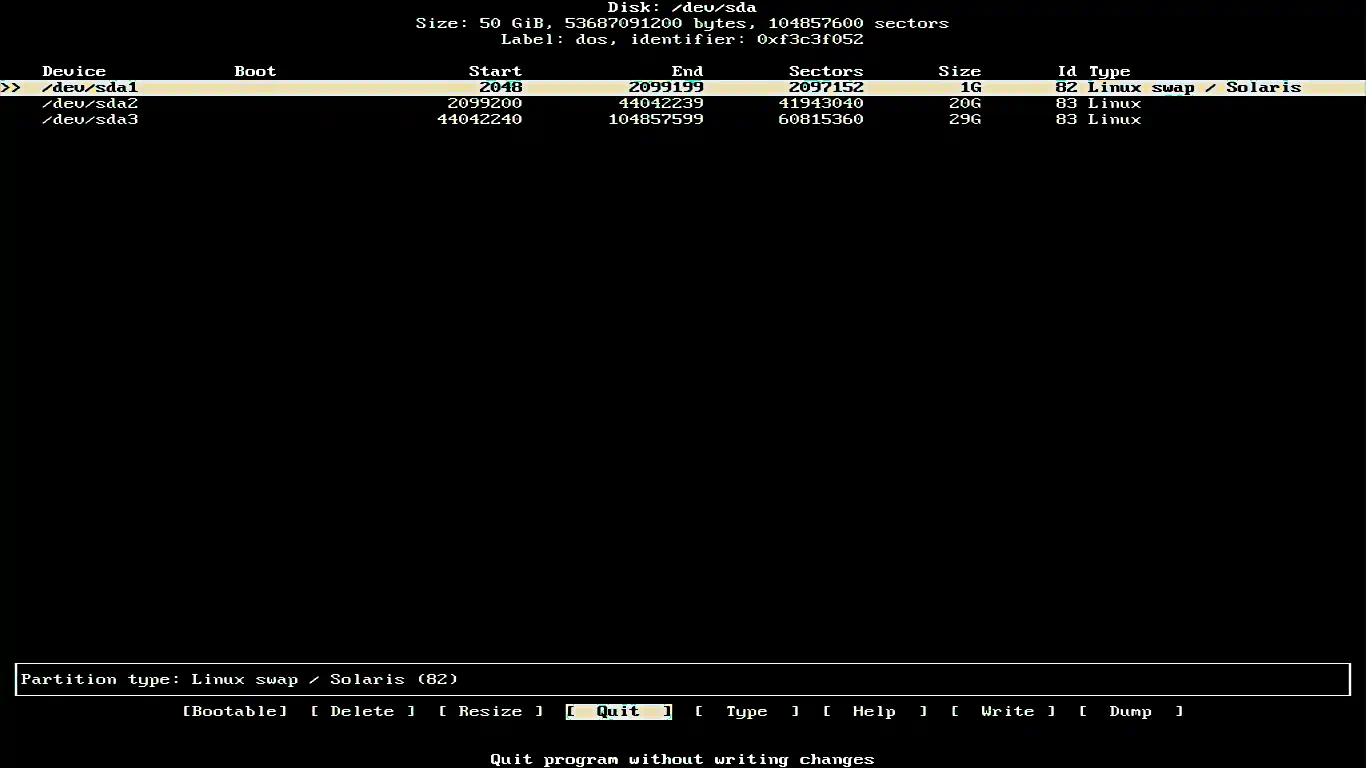 Disk: /dev/sda
Size: 50 GiB, 53687091200 bytes, 104857600 sectors
Label: dos, identifier: 0xf3c3f052
Device Boot Start End Sectors Size Id Type
>> /dev/sda1 2048 2099199 2097152 1G 82 Linux swap / Solaris
/dev/sda2 2099200 44042239 41943040 20G 83 Linux
/dev/sda3 44042240 104857599 60815360 29G 83 Linux
Partition type: Linux swap / Solaris (82)
[Bootable] [ Delete ] [ Resize ] [ Quit ] [ Type ] [ Help ] [ Write ] [ Dump ]
Quit program without writing changes